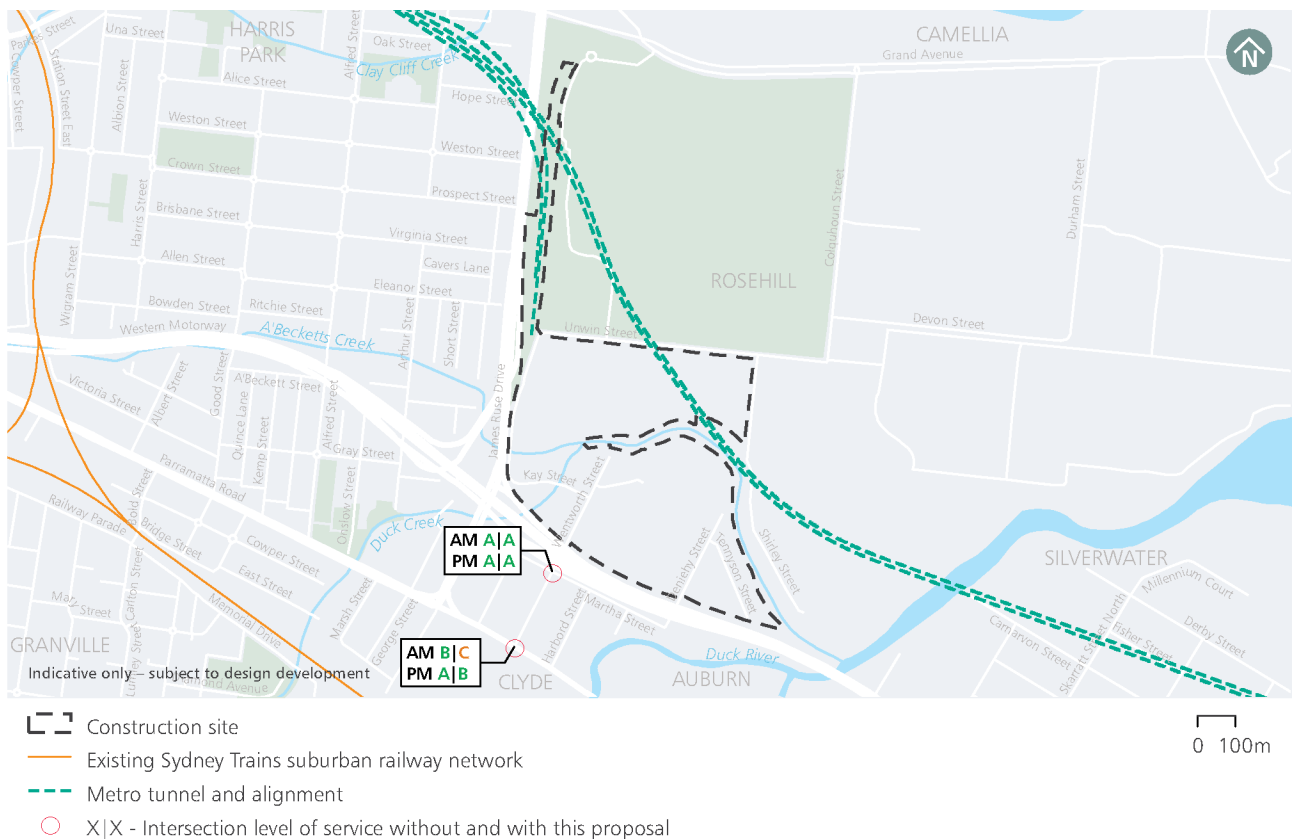 Parkes Street
Una Street
HARRIS
PARK
Alfred Street
Oak Street
CAMELLIA
Grand Avenue
N
Cowper Street
Station Street East
Albion Street
Alice Street
Clay Cliff Creek
Hope Street
Weston Street
Weston Street
Crown Street
Prospect Street
Harris Street
Brisbane Street
Virginia Street
Colquhoun Street
Durham Street
Allen Street
Cavers Lane
Wigram Street
Eleanor Street
ROSEHILL
Bowden Street
Ritchie Street
Western Motorway
A'Becketts Creek
Arthur Street
Short Street
Unwin Street
Devon Street
Victoria Street
Albert Street
Good Street
A'Beckett Street
Quince Lane
Kemp Street
Alfred Street
Gray Street
James Ruse Drive
Parramatta Road
Kay Street
Wentworth Street
Railway Parade
Bold Street
Bridge Street
Onslow Street
Duck Creek
Cowper Street
AM A|A
PM A|A
Tennyson Street
Shirley Street
SILVERWATER
East Street
Mary Street
Carlton Street
Memorial Drive
Marsh Street
George Street
Harbord Street
Martha Street
Millennium Court
Derby Street
Fisher Street
Carnarvon Street
GRANVILLE
AM B|C
PM A|B
Duck River
Indicative only – subject to design development
CLYDE
AUBURN
Construction site
0 100m
Existing Sydney Trains suburban railway network
Metro tunnel and alignment
X|X - Intersection level of service without and with this proposal